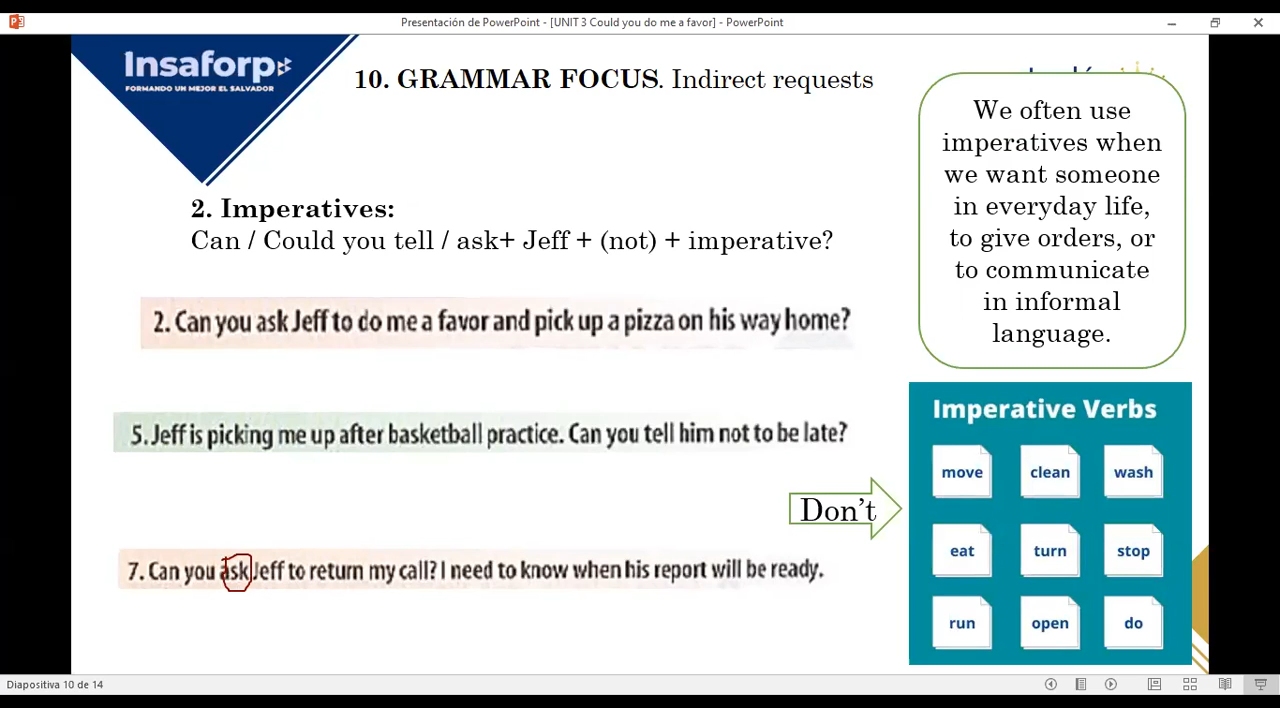 Presentación de PowerPoint - [UNIT 3 Could you do me a favor] - PowerPoint
Insaforp
FORMANDO UN MEJOR EL SALVADOR
10. GRAMMAR FOCUS. Indirect requests
We often use
imperatives when
we want someone
in everyday life,
to give orders, or
to communicate
in informal
language.
2. Imperatives:
Can / Could you tell / ask+ Jeff + (not) + imperative?
2. Can you ask Jeff to do me a favor and pick up a pizza on his way home?
5. Jeff is picking me up after basketball practice. Can you tell him not to be late?
Don't
7. Can you ask Jeff to return my call? I need to know when his report will be ready.
Imperative Verbs
move clean wash
eat turn stop
run open do
Diapositiva 10 de 14